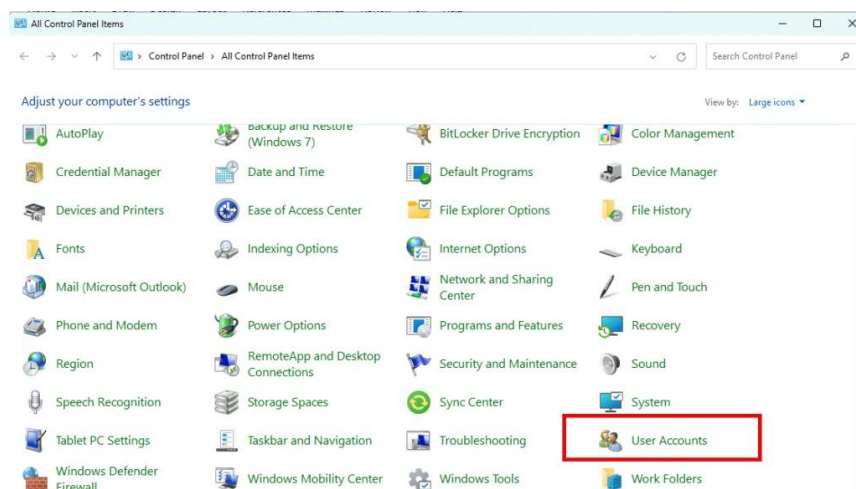 All Control Panel Items
Control Panel > All Control Panel Items
Search Control Panel
Adjust your computer's settings
View by: Large icons
AutoPlay
Backup and Restore
(Windows 7)
BitLocker Drive Encryption
Color Management
Credential Manager
Date and Time
Default Programs
Device Manager
Devices and Printers
Ease of Access Center
File Explorer Options
File History
Fonts
Indexing Options
Internet Options
Keyboard
Mail (Microsoft Outlook)
Mouse
Network and Sharing
Center
Pen and Touch
Phone and Modem
Power Options
Programs and Features
Recovery
Region
RemoteApp and Desktop
Connections
Security and Maintenance
Sound
Speech Recognition
Storage Spaces
Sync Center
System
Tablet PC Settings
Taskbar and Navigation
Troubleshooting
User Accounts
Windows Defender
Firewall
Windows Mobility Center
Windows Tools
Work Folders